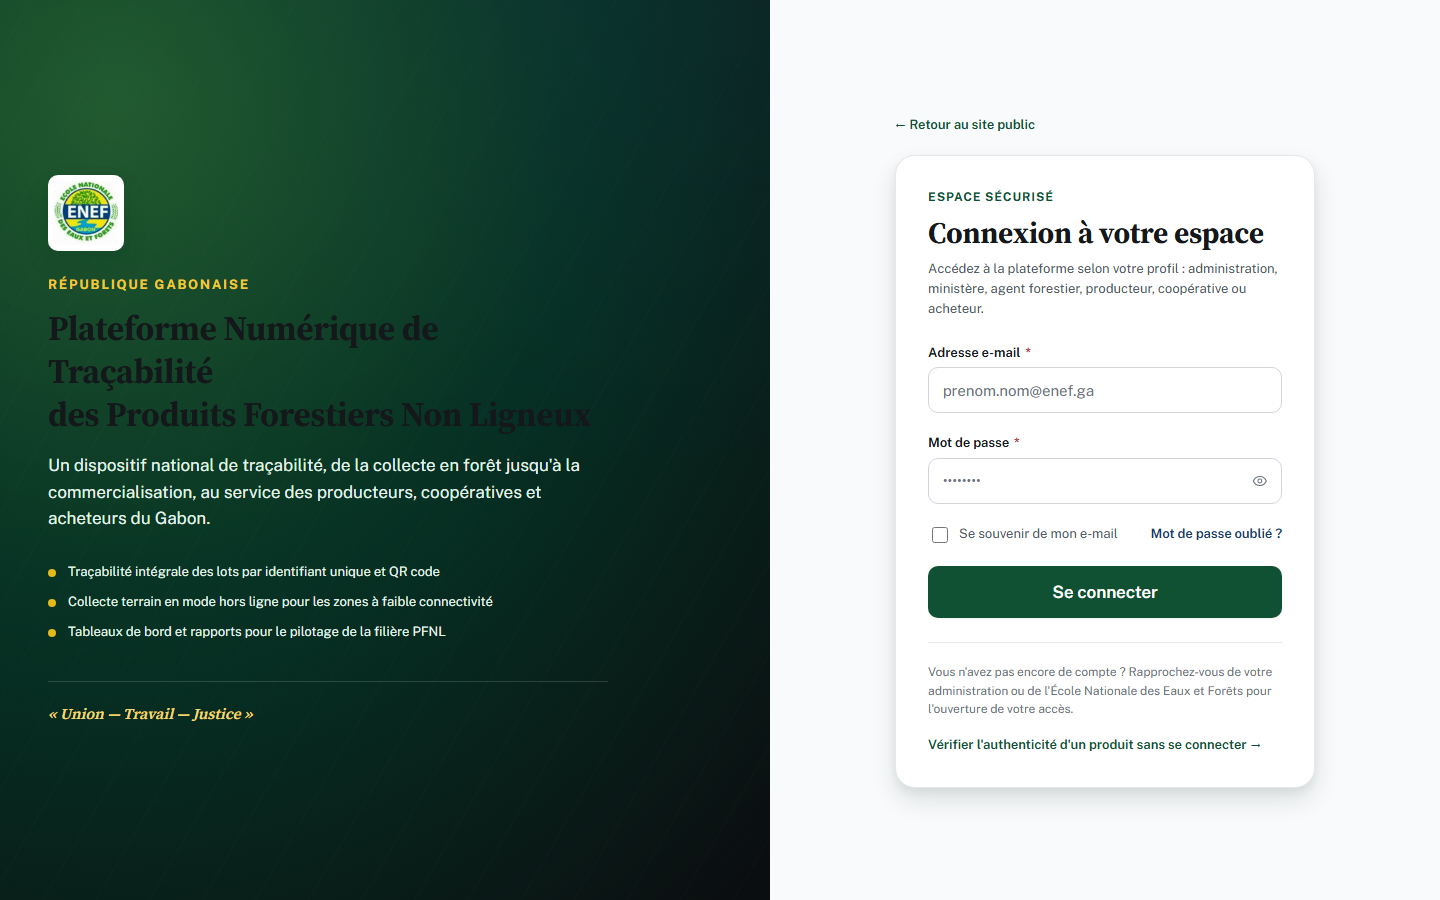 ECOLE NATIONALE
ENEF
GABON
DES EAUX ET FORETS
RÉPUBLIQUE GABONAISE
Plateforme Numérique de
Traçabilité
des Produits Forestiers Non Ligneux
Un dispositif national de traçabilité, de la collecte en forêt jusqu'à la
commercialisation, au service des producteurs, coopératives et
acheteurs du Gabon.
Traçabilité intégrale des lots par identifiant unique et QR code
Collecte terrain en mode hors ligne pour les zones à faible connectivité
Tableaux de bord et rapports pour le pilotage de la filière PFNL
« Union — Travail — Justice »
← Retour au site public
ESPACE SÉCURISÉ
Connexion à votre espace
Accédez à la plateforme selon votre profil : administration,
ministère, agent forestier, producteur, coopérative ou
acheteur.
Adresse e-mail *
prenom.nom@enef.ga
Mot de passe *
••••••••
Se souvenir de mon e-mail
Mot de passe oublié ?
Se connecter
Vous n'avez pas encore de compte ? Rapprochez-vous de votre
administration ou de l'École Nationale des Eaux et Forêts pour
l'ouverture de votre accès.
Vérifier l'authenticité d'un produit sans se connecter →